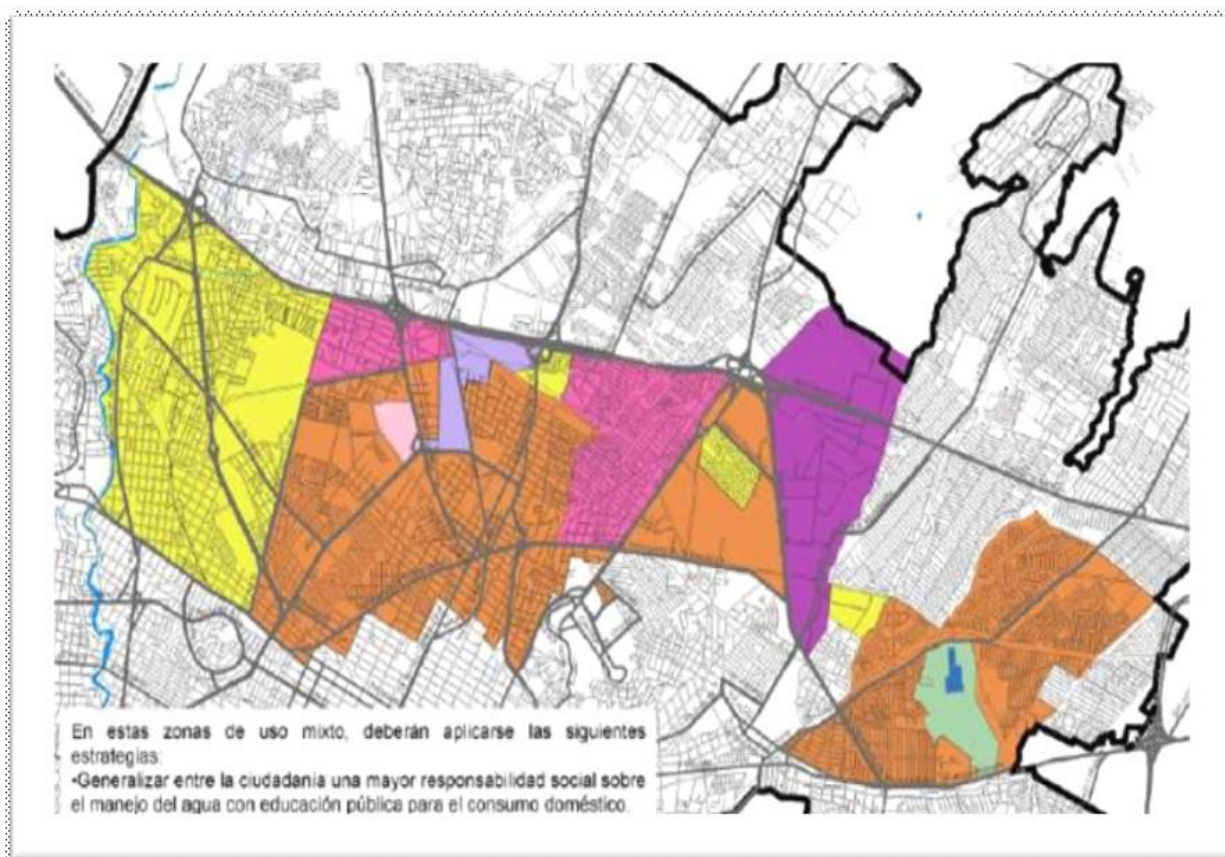 En estas zonas de uso mixto, deberán aplicarse las siguientes
estrategias:
•Generalizar entre la ciudadanía una mayor responsabilidad social sobre
el manejo del agua con educación pública para el consumo doméstico.